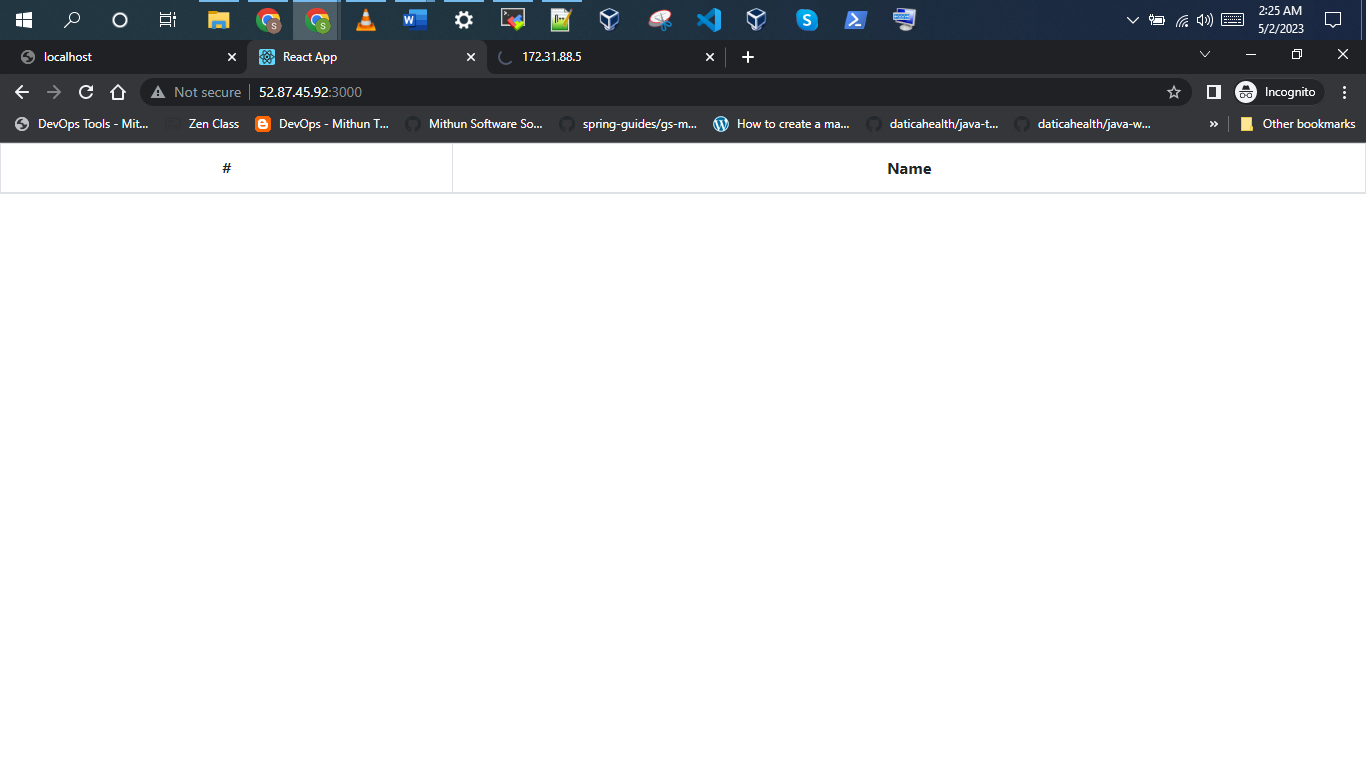 2:25 AM
5/2/2023
localhost
React App
172.31.88.5
Not secure 52.87.45.92:3000
Incognito
DevOps Tools - Mit... Zen Class DevOps - Mithun T... Mithun Software So... spring-guides/gs-m... How to create a ma... daticahealth/java-t... daticahealth/java-w... » Other bookmarks
# Name